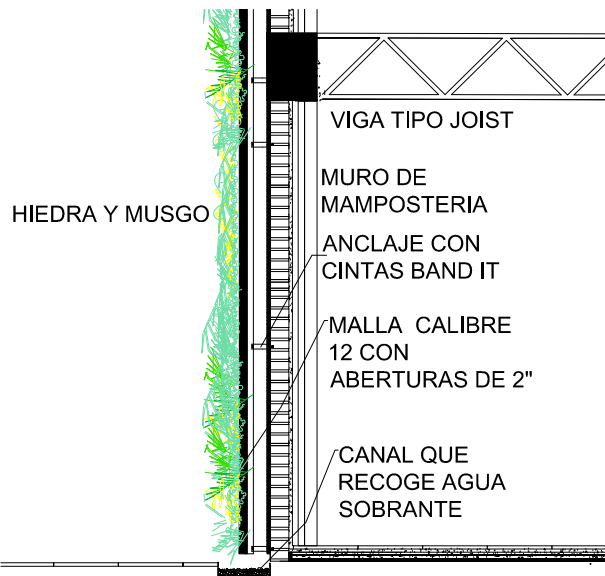 VIGA TIPO JOIST
MURO DE
MAMPOSTERIA
HIEDRA Y MUSGO
ANCLAJE CON
CINTAS BAND IT
MALLA CALIBRE
12 CON
ABERTURAS DE 2"
CANAL QUE
RECOGE AGUA
SOBRANTE